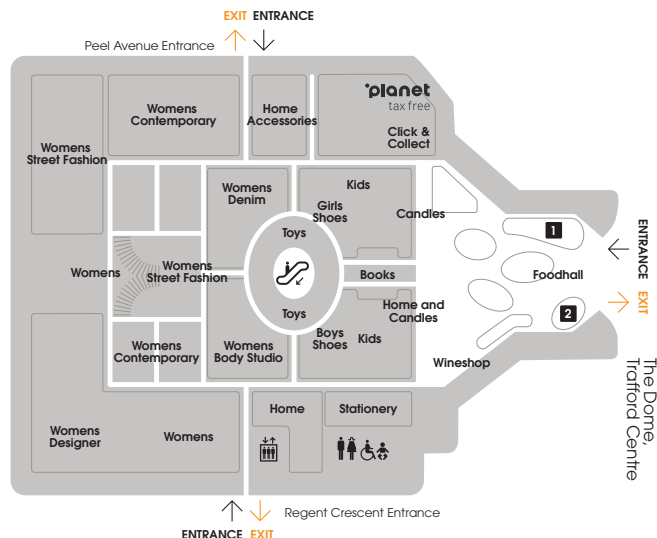 EXIT ENTRANCE
Peel Avenue Entrance
Womens
Contemporary
Home
Accessories
planet
tax free
Click &
Collect
Womens
Street Fashion
Womens
Denim
Kids
Girls
Shoes
Candles
Toys
1
ENTRANCE
Womens
Womens
Street Fashion
Books
Foodhall
EXIT
Toys
Home and
Candles
2
Womens
Contemporary
Womens
Body Studio
Boys
Shoes
Kids
Wineshop
The Dome,
Trafford Centre
Womens
Designer
Womens
Home
Stationery
Regent Crescent Entrance
ENTRANCE EXIT